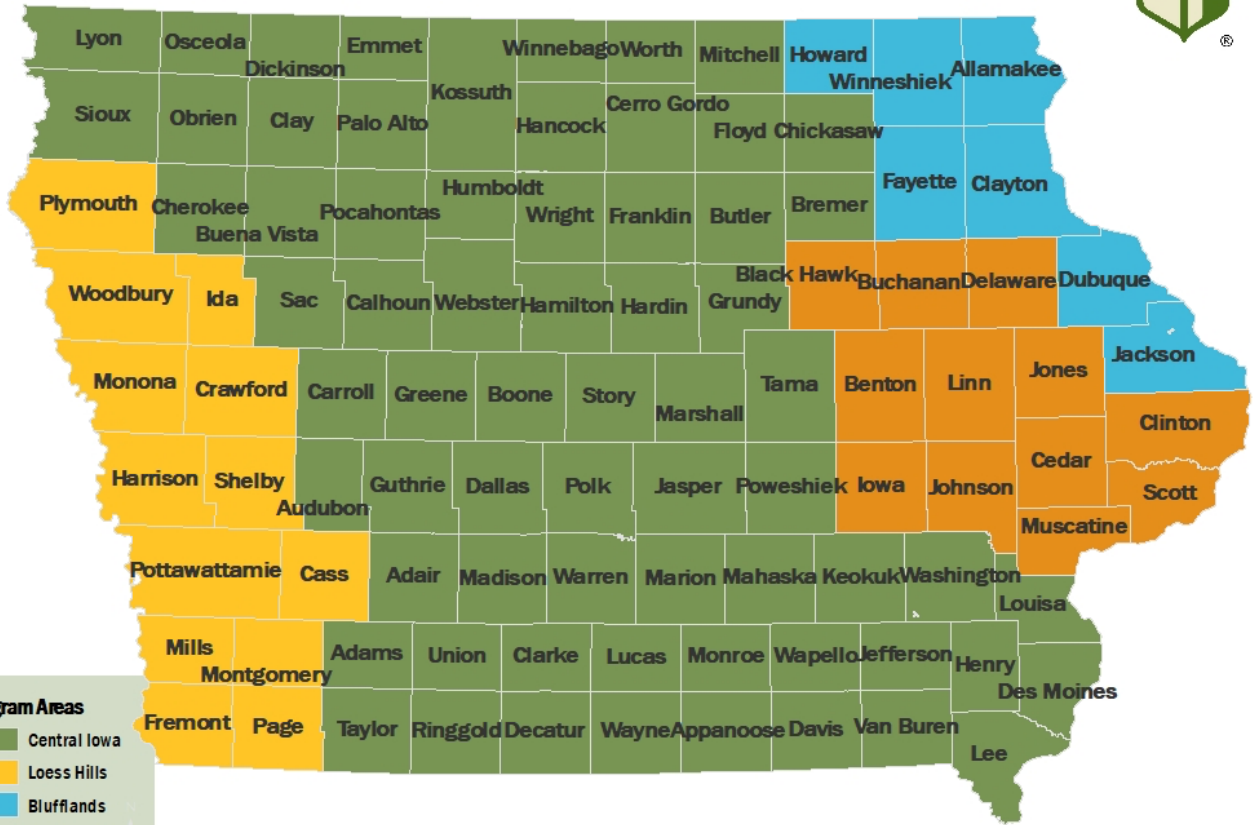 Lyon Osceola Dickinson Emmet Kossuth Winnebago Worth Mitchell Howard Winneshiek Allamakee
Sioux Obrien Clay Palo Alto Hancock Cerro Gordo Floyd Chickasaw
Plymouth Cherokee Buena Vista Pocahontas Humboldt Wright Franklin Butler Bremer Fayette Clayton
Woodbury Ida Sac Calhoun Webster Hamilton Hardin Grundy Black Hawk Buchanan Delaware Dubuque
Monona Crawford Carroll Greene Boone Story Marshall Tama Benton Linn Jones Jackson
Clinton
Harrison Shelby Audubon Guthrie Dallas Polk Jasper Poweshiek Iowa Johnson Cedar Scott
Muscatine
Pottawattamie Cass Adair Madison Warren Marion Mahaska Keokuk Washington Louisa
Mills Montgomery Adams Union Clarke Lucas Monroe Wapello Jefferson Henry Des Moines
Fremont Page Taylor Ringgold Decatur Wayne Appanoose Davis Van Buren Lee
®
gram Areas
Central Iowa
Loess Hills
Blufflands